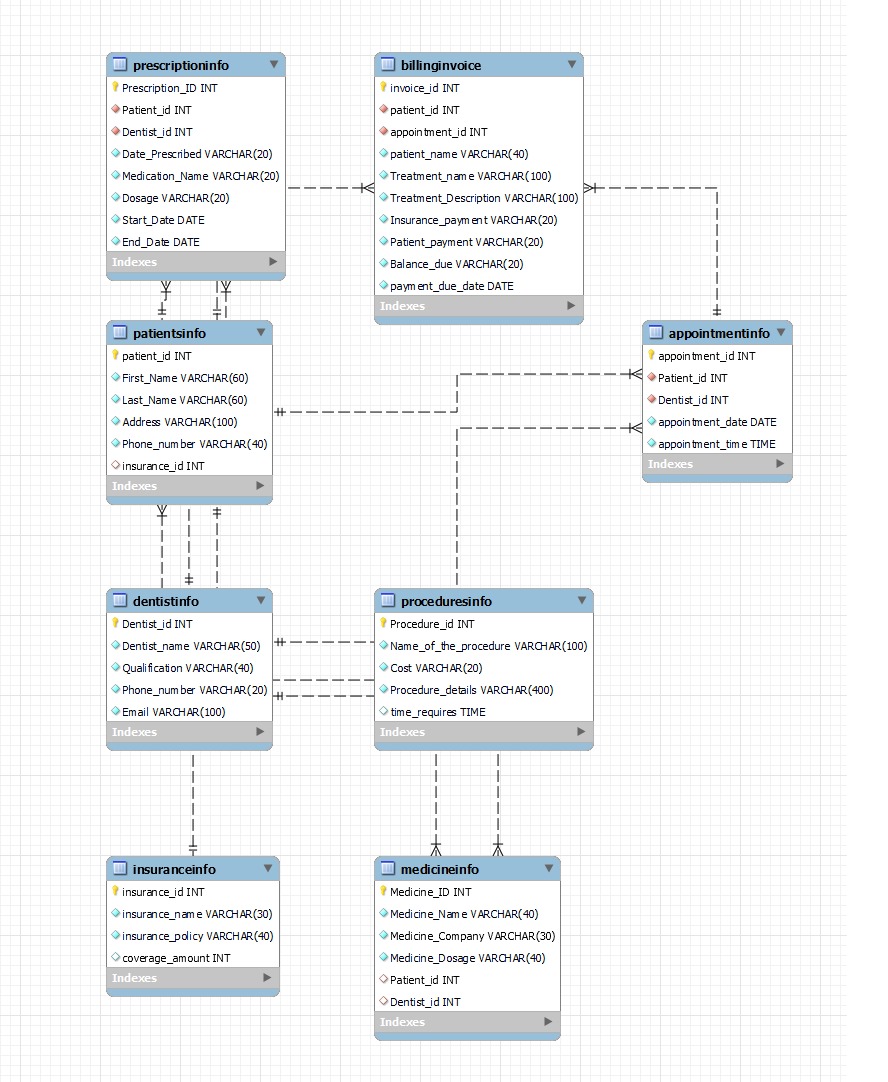 prescriptioninfo
Prescription_ID INT
Patient_id INT
Dentist_id INT
Date_Prescribed VARCHAR(20)
Medication_Name VARCHAR(20)
Dosage VARCHAR(20)
Start_Date DATE
End_Date DATE
Indexes
billinginvoice
invoice_id INT
patient_id INT
appointment_id INT
patient_name VARCHAR(40)
Treatment_name VARCHAR(100)
Treatment_Description VARCHAR(100)
Insurance_payment VARCHAR(20)
Patient_payment VARCHAR(20)
Balance_due VARCHAR(20)
payment_due_date DATE
Indexes
patientsinfo
patient_id INT
First_Name VARCHAR(60)
Last_Name VARCHAR(60)
Address VARCHAR(100)
Phone_number VARCHAR(40)
insurance_id INT
Indexes
appointmentinfo
appointment_id INT
Patient_id INT
Dentist_id INT
appointment_date DATE
appointment_time TIME
Indexes
dentistinfo
Dentist_id INT
Dentist_name VARCHAR(50)
Qualification VARCHAR(40)
Phone_number VARCHAR(20)
Email VARCHAR(100)
Indexes
proceduresinfo
Procedure_id INT
Name_of_the_procedure VARCHAR(100)
Cost VARCHAR(20)
Procedure_details VARCHAR(400)
time_requires TIME
Indexes
insuranceinfo
insurance_id INT
insurance_name VARCHAR(30)
insurance_policy VARCHAR(40)
coverage_amount INT
Indexes
medicineinfo
Medicine_ID INT
Medicine_Name VARCHAR(40)
Medicine_Company VARCHAR(30)
Medicine_Dosage VARCHAR(40)
Patient_id INT
Dentist_id INT
Indexes